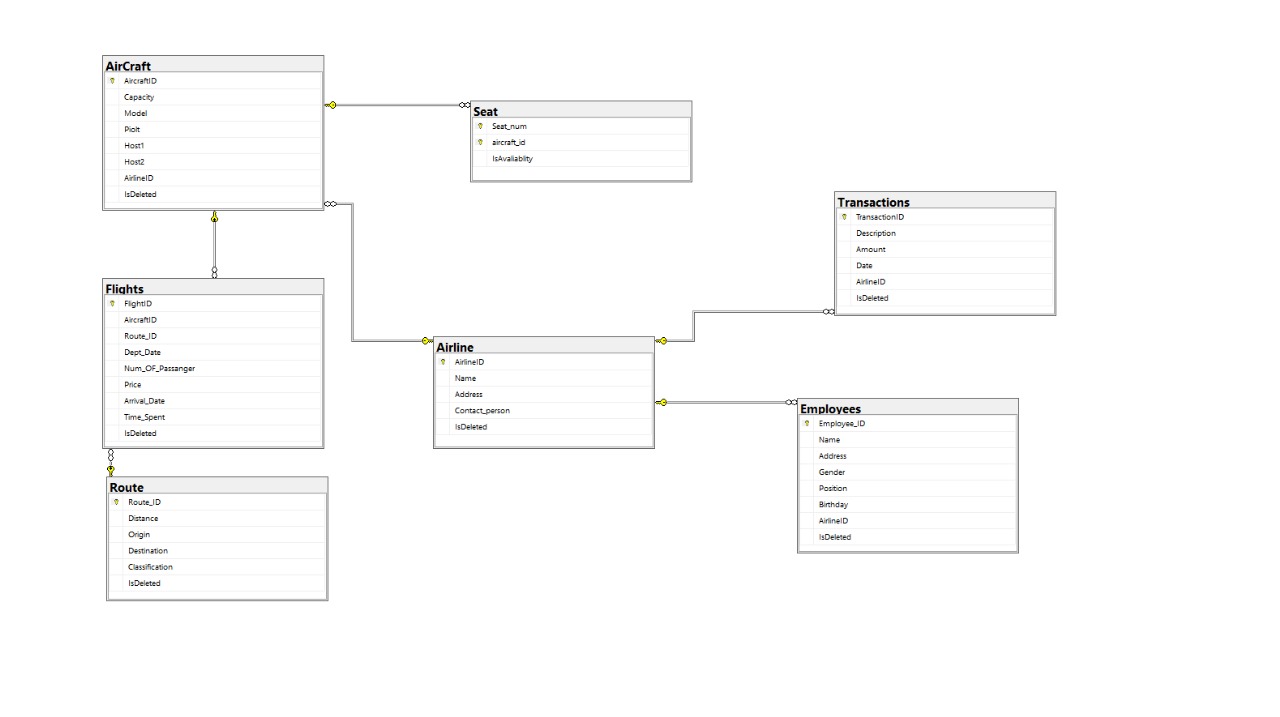 AirCraft
AircraftID
Capacity
Model
Piolt
Host1
Host2
AirlineID
IsDeleted
Seat
Seat_num
aircraft_id
IsAvaliablity
Transactions
TransactionID
Description
Amount
Date
AirlineID
IsDeleted
Flights
FlightID
AircraftID
Route_ID
Dept_Date
Num_OF_Passanger
Price
Arrival_Date
Time_Spent
IsDeleted
Airline
AirlineID
Name
Address
Contact_person
IsDeleted
Employees
Employee_ID
Name
Address
Gender
Position
Birthday
AirlineID
IsDeleted
Route
Route_ID
Distance
Origin
Destination
Classification
IsDeleted